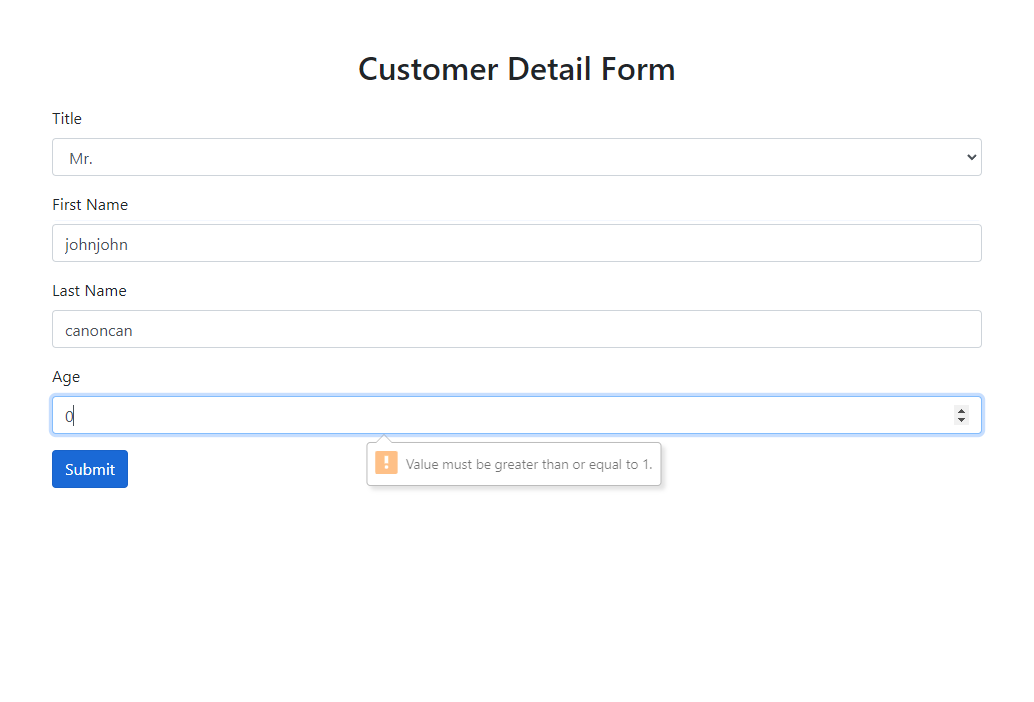 Customer Detail Form
Title
Mr.
First Name
johnjohn
Last Name
canoncan
Age
0
Value must be greater than or equal to 1.
Submit